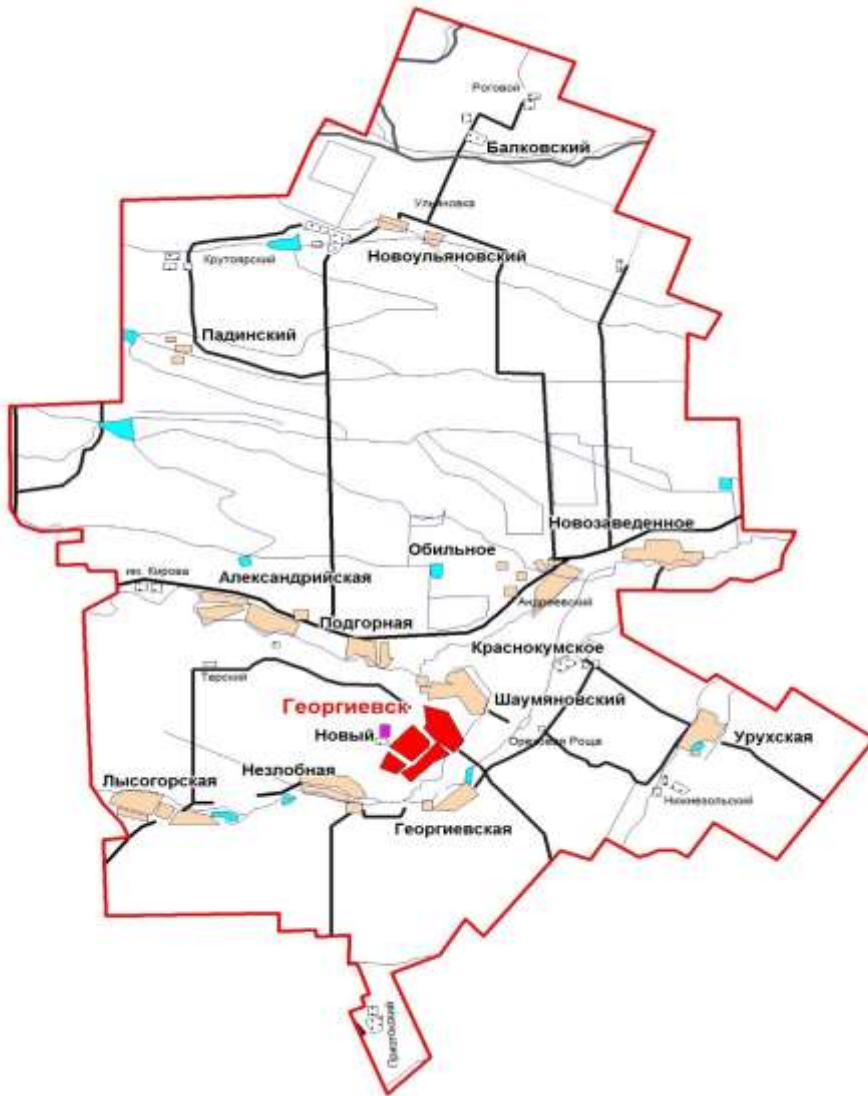 Роговой
Балковский
Ульяновка
Новоульяновский
Крутоярский
Падинский
Новозаведенное
Обильное
им. Кирова
Александрийская
Андреевский
Подгорная
Краснокумское
Терский
Шаумяновский
Георгиевск
Новый
Ореховая Роща
Урухская
Незлобная
Лысогорская
Нижнезольский
Георгиевская
Приэтокский